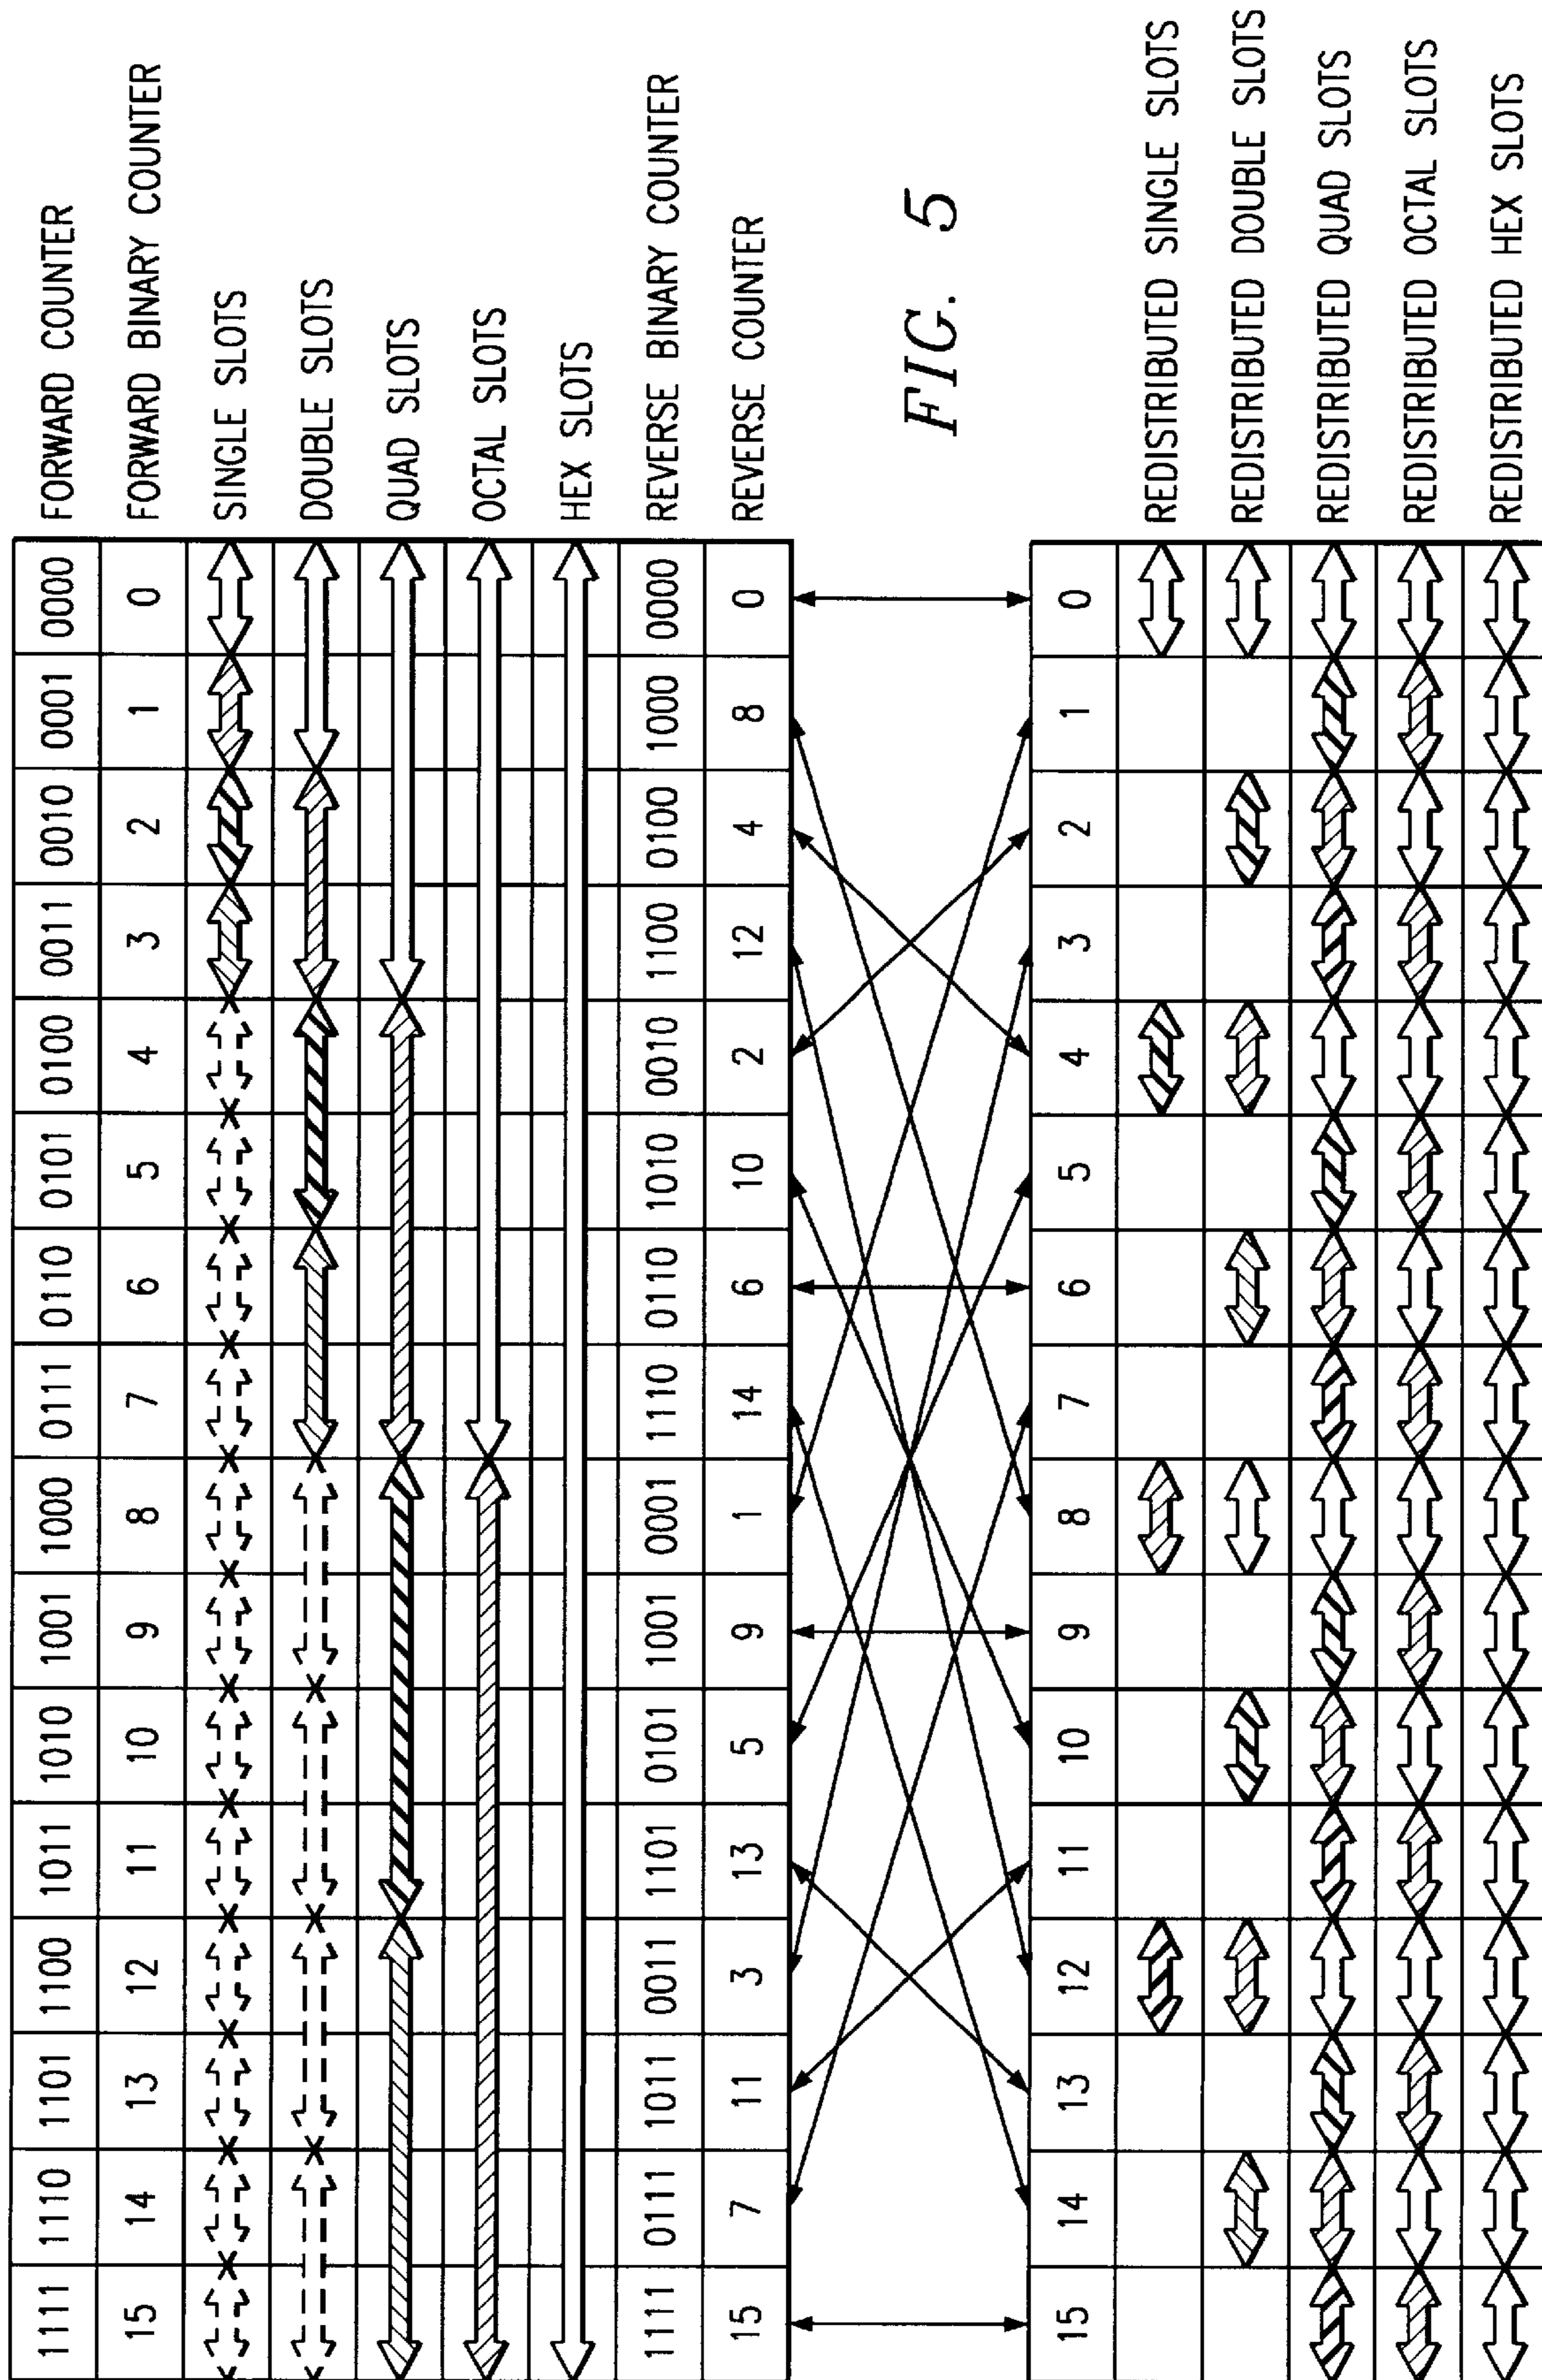 1111 1110 1101 1100 1011 1010 1001 1000 0111 0110 0101 0100 0011 0010 0001 0000 FORWARD COUNTER
15 14 13 12 11 10 9 8 7 6 5 4 3 2 1 0 FORWARD BINARY COUNTER
SINGLE SLOTS
DOUBLE SLOTS
QUAD SLOTS
OCTAL SLOTS
HEX SLOTS
1111 0111 1011 0011 1101 0101 1001 0001 1110 0110 1010 0010 1100 0100 1000 0000 REVERSE BINARY COUNTER
15 7 11 3 13 5 9 1 14 6 10 2 12 4 8 0 REVERSE COUNTER
FIG. 5
15 14 13 12 11 10 9 8 7 6 5 4 3 2 1 0
REDISTRIBUTED SINGLE SLOTS
REDISTRIBUTED DOUBLE SLOTS
REDISTRIBUTED QUAD SLOTS
REDISTRIBUTED OCTAL SLOTS
REDISTRIBUTED HEX SLOTS